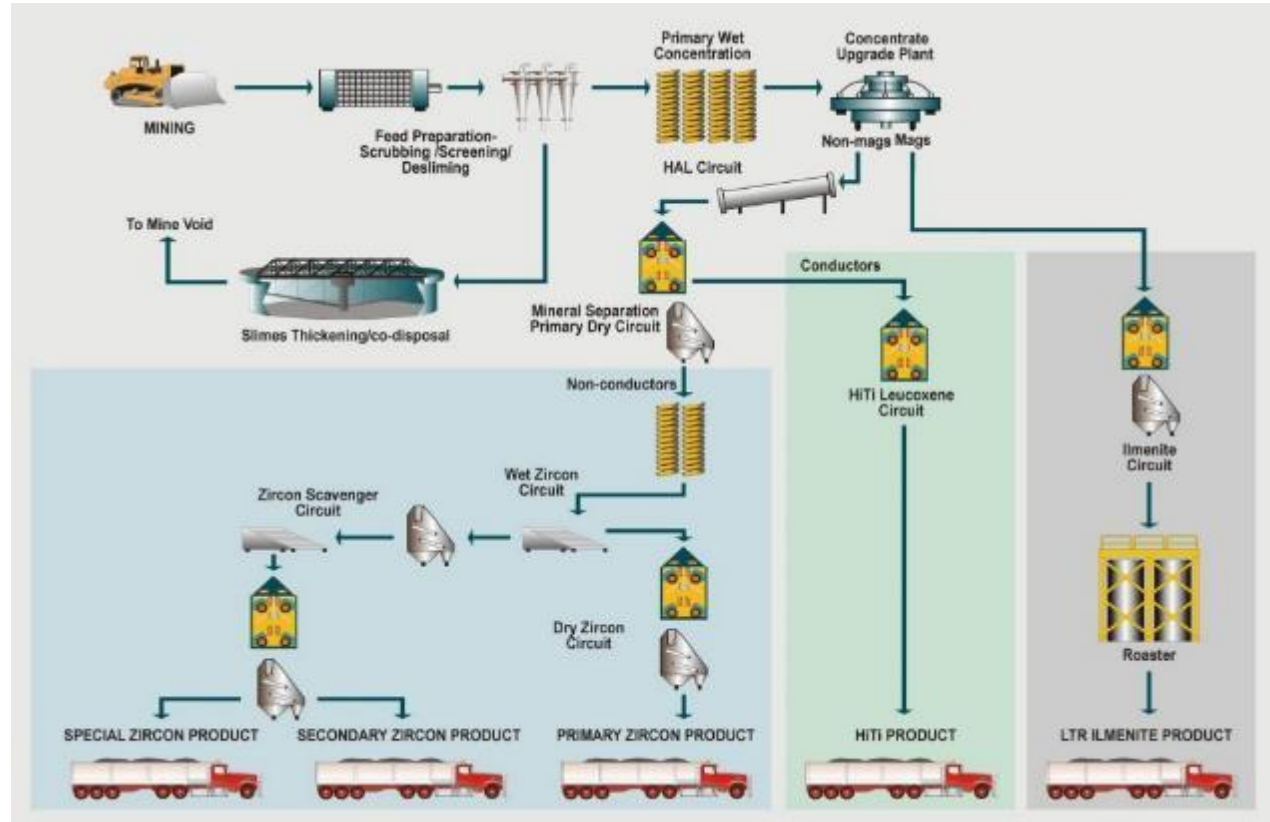 Primary Wet
Concentration
Concentrate
Upgrade Plant
MINING
Feed Preparation-
Scrubbing /Screening/
Desliming
Non-mags Mags
HAL Circuit
To Mine Void
Conductors
Mineral Separation
Primary Dry Circuit
Slimes Thickening/co-disposal
Non-conductors
HiTi Leucoxene
Circuit
Ilmenite
Circuit
Wet Zircon
Circuit
Zircon Scavenger
Circuit
Dry Zircon
Circuit
Roaster
SPECIAL ZIRCON PRODUCT
SECONDARY ZIRCON PRODUCT
PRIMARY ZIRCON PRODUCT
HiTi PRODUCT
LTR ILMENITE PRODUCT